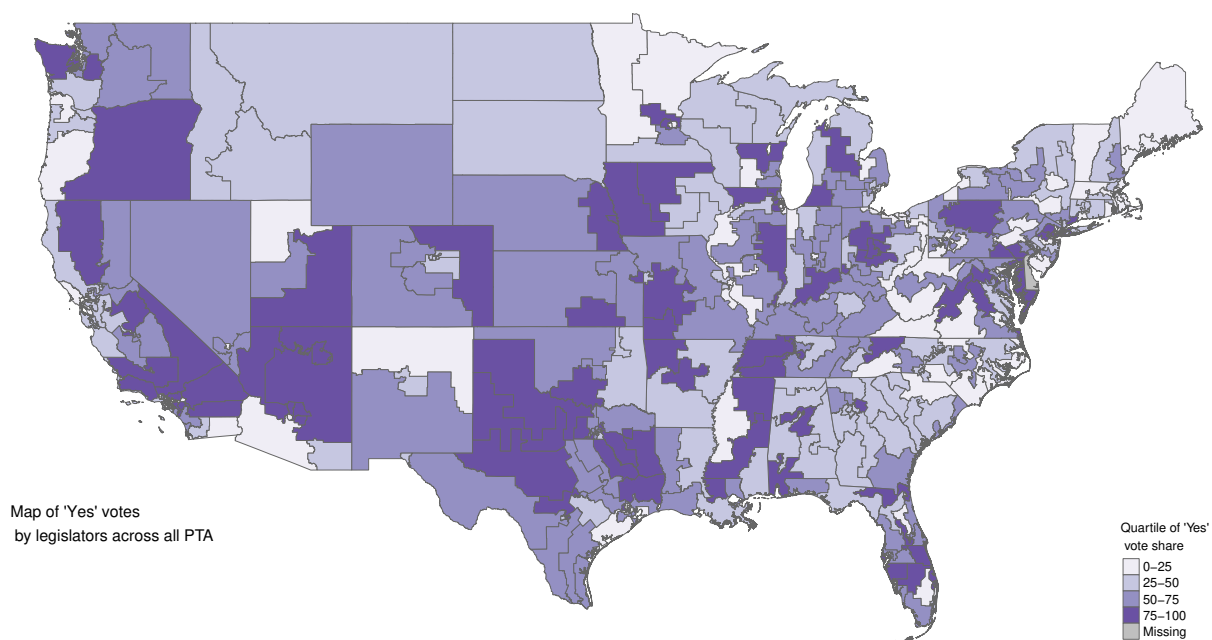 Map of 'Yes' votes
by legislators across all PTA
Quartile of 'Yes'
vote share
0−25
25−50
50−75
75−100
Missing